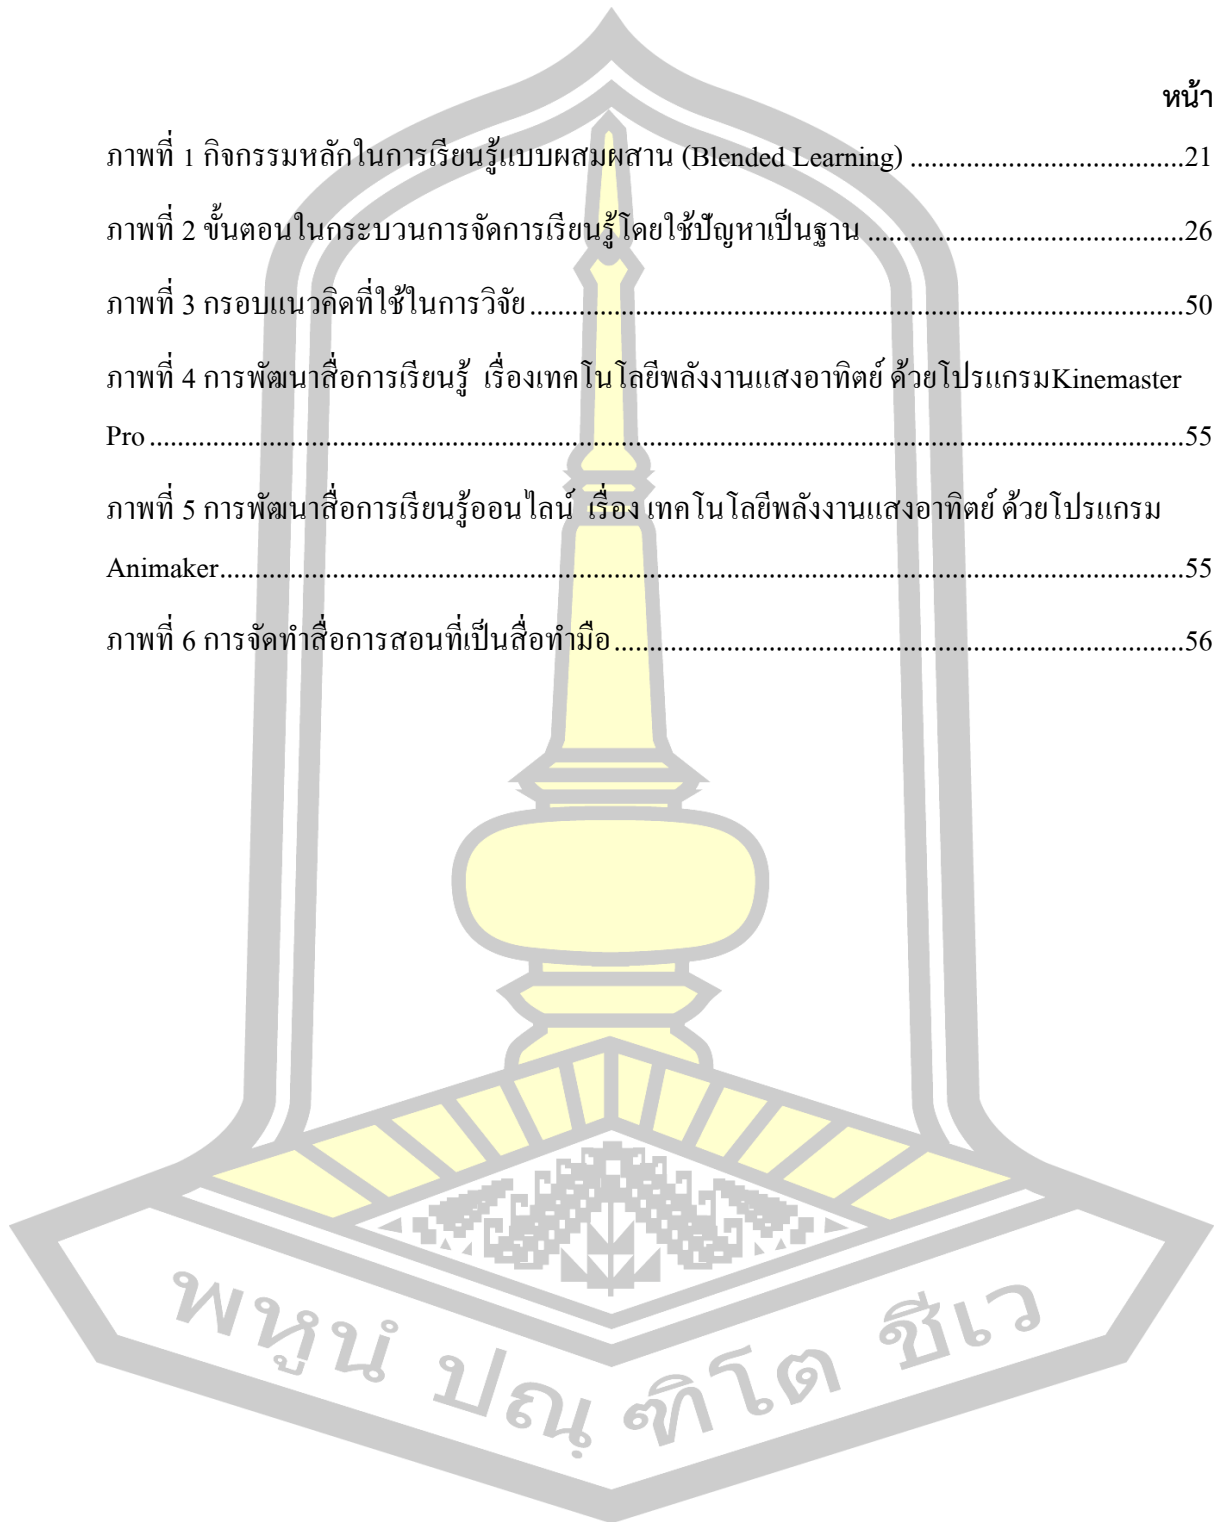 หน้า
ภาพที่ 1 กิจกรรมหลักในการเรียนรู้แบบผสมผสาน (Blended Learning) .......................................21
ภาพที่ 2 ขั้นตอนในกระบวนการจัดการเรียนรู้โดยใช้ปัญหาเป็นฐาน .............................................26
ภาพที่ 3 กรอบแนวคิดที่ใช้ในการวิจัย .............................................................................................50
ภาพที่ 4 การพัฒนาสื่อการเรียนรู้ เรื่องเทคโนโลยีพลังงานแสงอาทิตย์ ด้วยโปรแกรมKinemaster
Pro ....................................................................................................................................................55
ภาพที่ 5 การพัฒนาสื่อการเรียนรู้ออนไลน์ เรื่อง เทคโนโลยีพลังงานแสงอาทิตย์ ด้วยโปรแกรม
Animaker..........................................................................................................................................55
ภาพที่ 6 การจัดทำสื่อการสอนที่เป็นสื่อทำมือ .................................................................................56
พหูนํ ปณฺฑิโต ชีเว